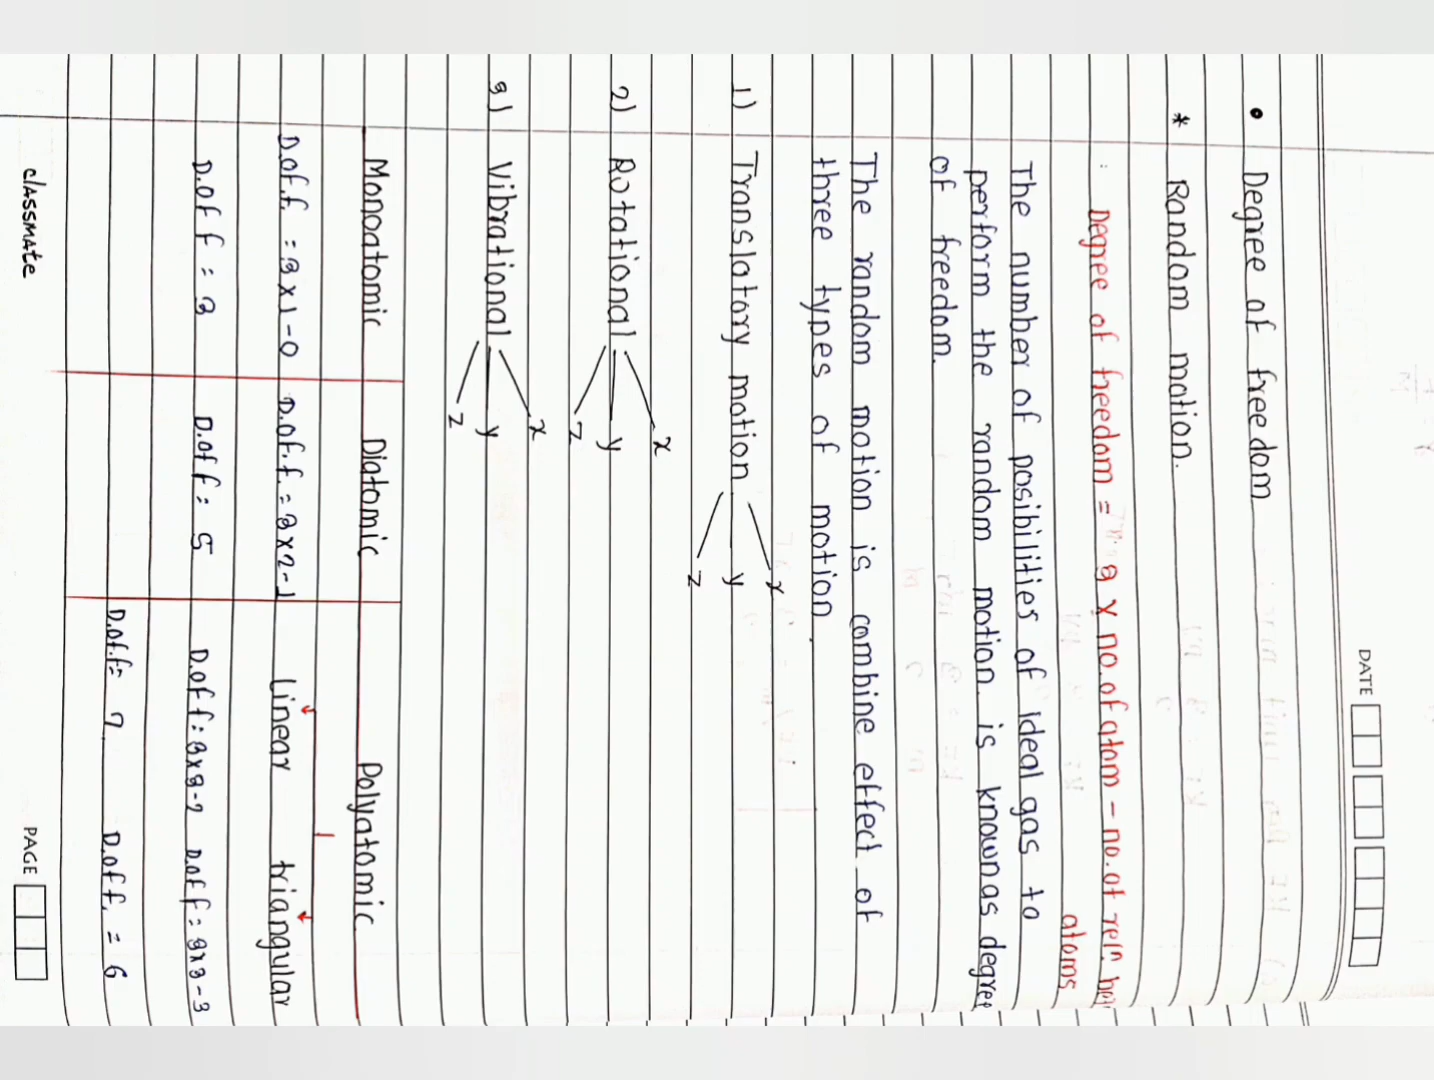 DATE
• Degree of freedom
* Random motion.
: Degree of freedom = 3 x no. of atom - no. of reln
atoms
The number of posibilities of ideal gas to
perform the random motion. is known as degree
of freedom.
The random motion is combine effect of
three types of motion.
1) Translatory motion x
y
z
2) Rotational x
y
z
3) Vibrational x
y
z
Monoatomic Diatomic Polyatomic
D.of.f. = 3x1-0 D.of.f. = 3x2-1 Linear triangular
D.of f = 3 D.of f = 5 D.of f = 3x3-2 D.of f = 3x3-3
D.of.f = 7. D.of f. = 6
CLASSMATE PAGE